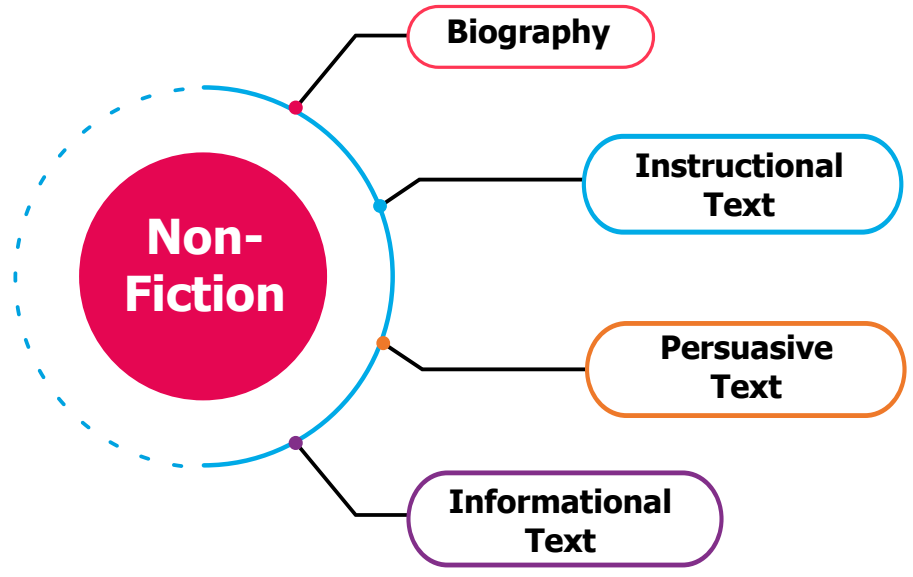 Biography
Instructional
Text
Non-
Fiction
Persuasive
Text
Informational
Text